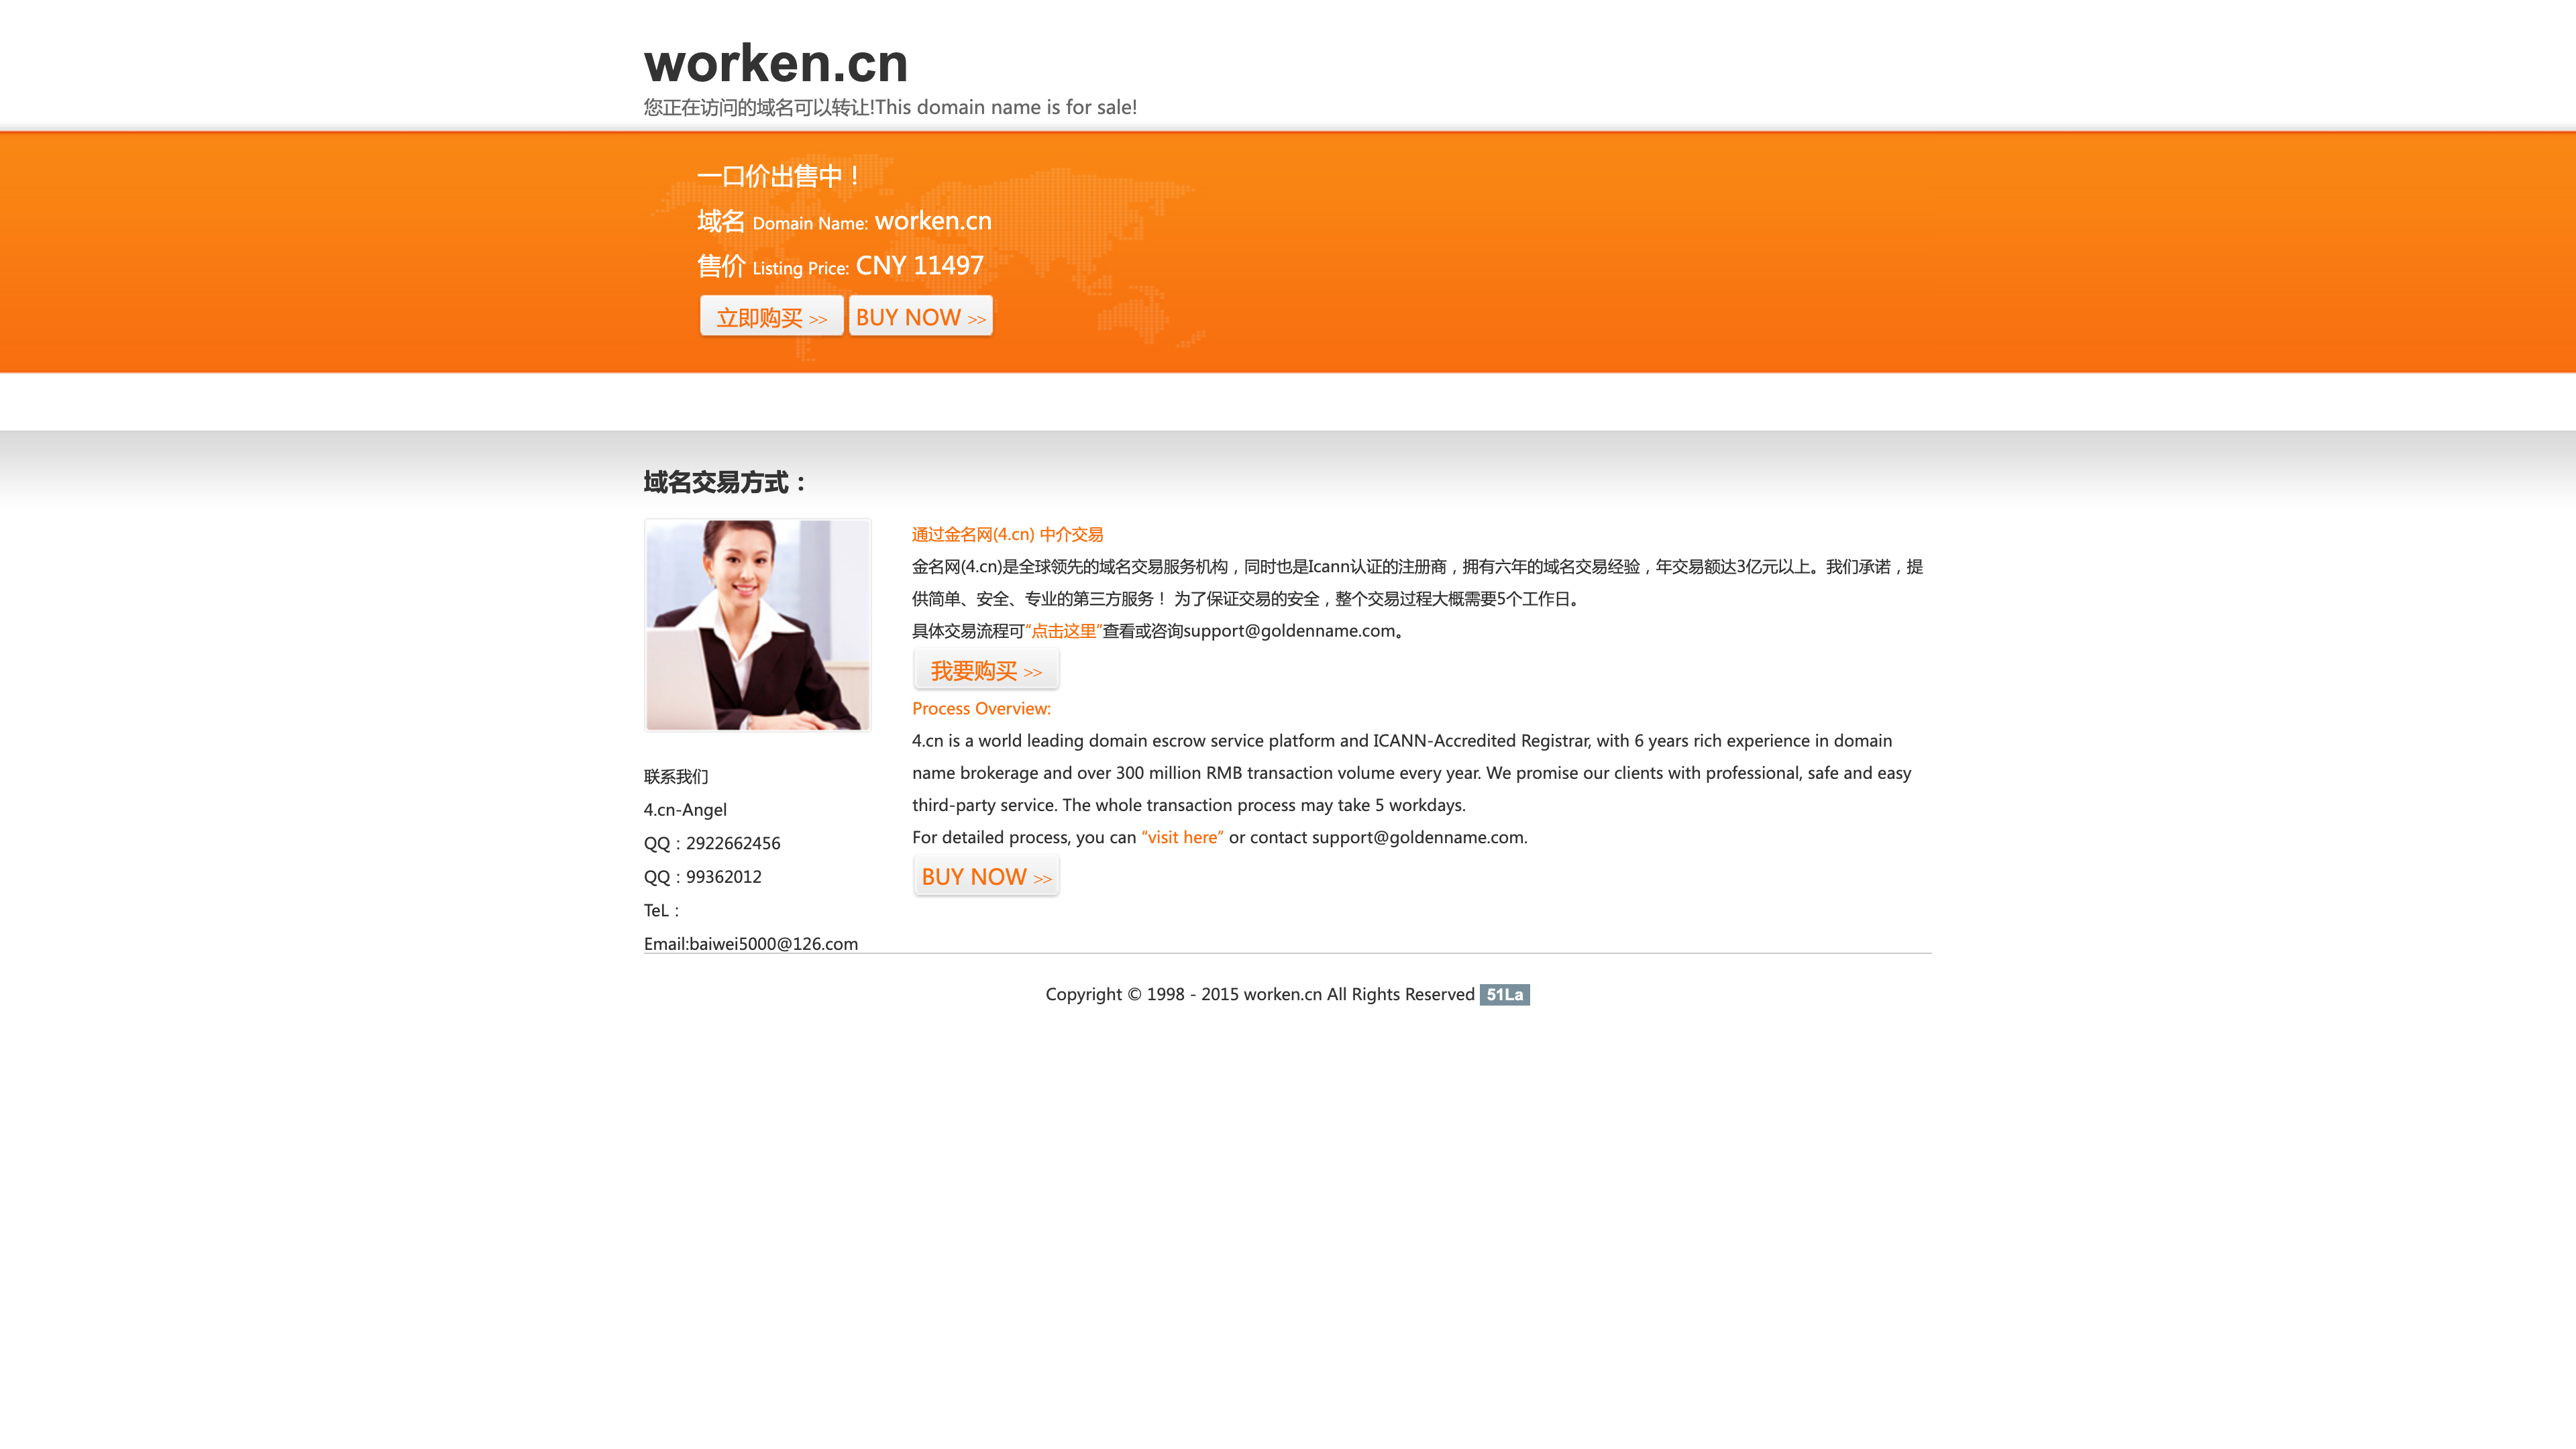 worken.cn
您正在访问的域名可以转让!This domain name is for sale!
一口价出售中！
域名 Domain Name: worken.cn
售价 Listing Price: CNY 11497
立即购买 >> BUY NOW >>
域名交易方式：
通过金名网(4.cn) 中介交易
金名网(4.cn)是全球领先的域名交易服务机构，同时也是Icann认证的注册商，拥有六年的域名交易经验，年交易额达3亿元以上。我们承诺，提
供简单、安全、专业的第三方服务！ 为了保证交易的安全，整个交易过程大概需要5个工作日。
具体交易流程可“点击这里”查看或咨询support@goldenname.com。
我要购买 >>
Process Overview:
4.cn is a world leading domain escrow service platform and ICANN-Accredited Registrar, with 6 years rich experience in domain
name brokerage and over 300 million RMB transaction volume every year. We promise our clients with professional, safe and easy
third-party service. The whole transaction process may take 5 workdays.
For detailed process, you can “visit here” or contact support@goldenname.com.
BUY NOW >>
联系我们
4.cn-Angel
QQ：2922662456
QQ：99362012
TeL：
Email:baiwei5000@126.com
Copyright © 1998 - 2015 worken.cn All Rights Reserved 51La